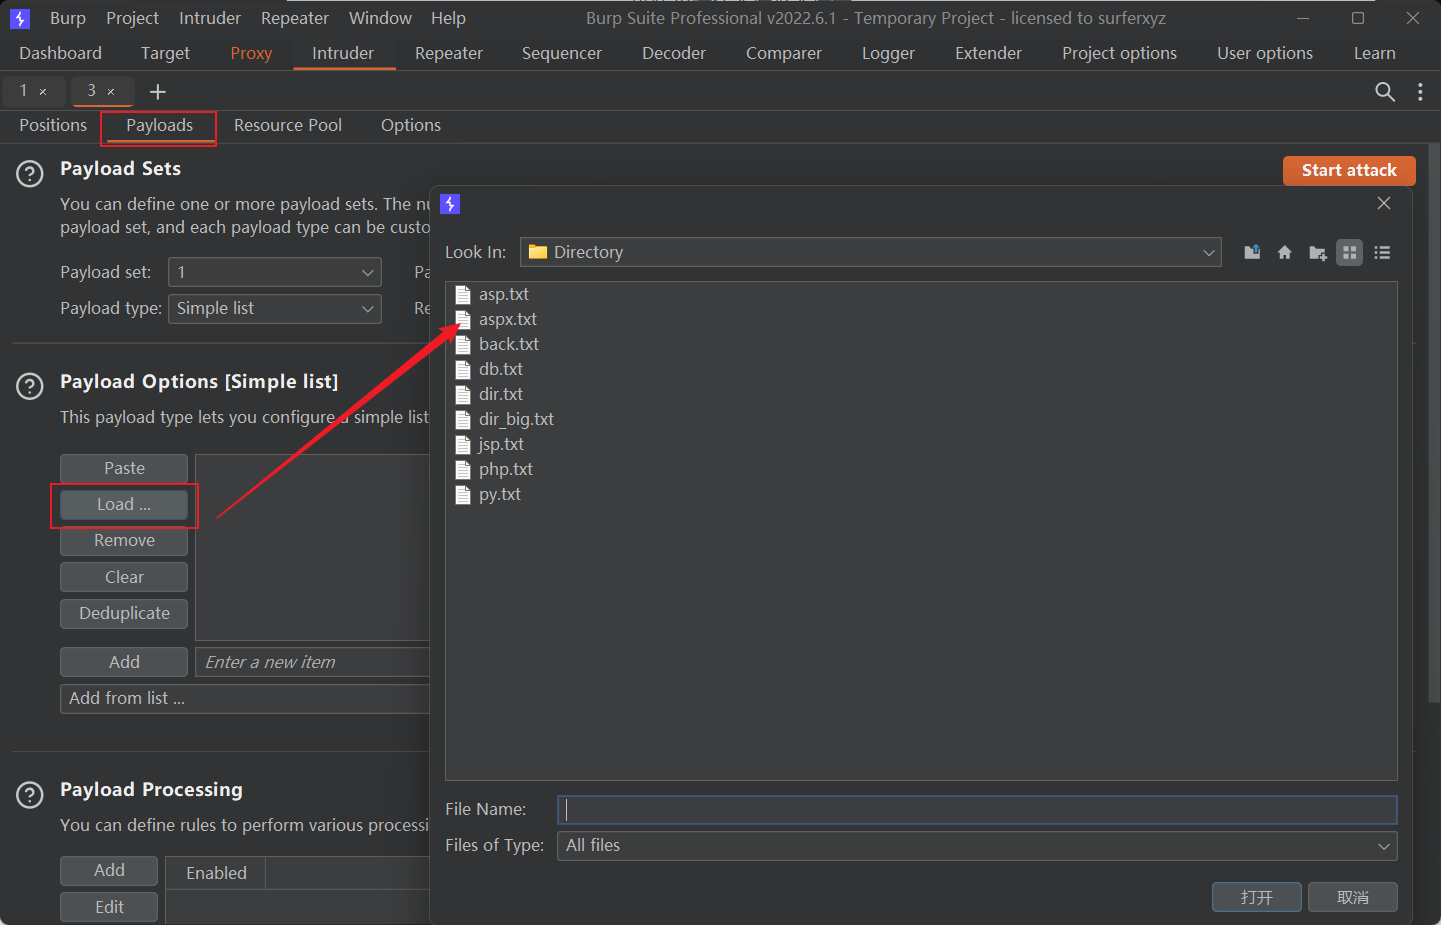 Burp Project Intruder Repeater Window Help Burp Suite Professional v2022.6.1 - Temporary Project - licensed to surferxyz
Dashboard Target Proxy Intruder Repeater Sequencer Decoder Comparer Logger Extender Project options User options Learn
1 × 3 × +
Positions Payloads Resource Pool Options
Payload Sets
Start attack
You can define one or more payload sets. The
payload set, and each payload type can be
Payload set: 1
Payload type: Simple list
Payload Options [Simple list]
This payload type lets you configure a simple list
Paste
Load ...
Remove
Clear
Deduplicate
Add Enter a new item
Add from list ...
Payload Processing
You can define rules to perform various
Add Enabled
Edit
Look In: Directory
asp.txt
aspx.txt
back.txt
db.txt
dir.txt
dir_big.txt
jsp.txt
php.txt
py.txt
File Name:
Files of Type: All files
打开 取消